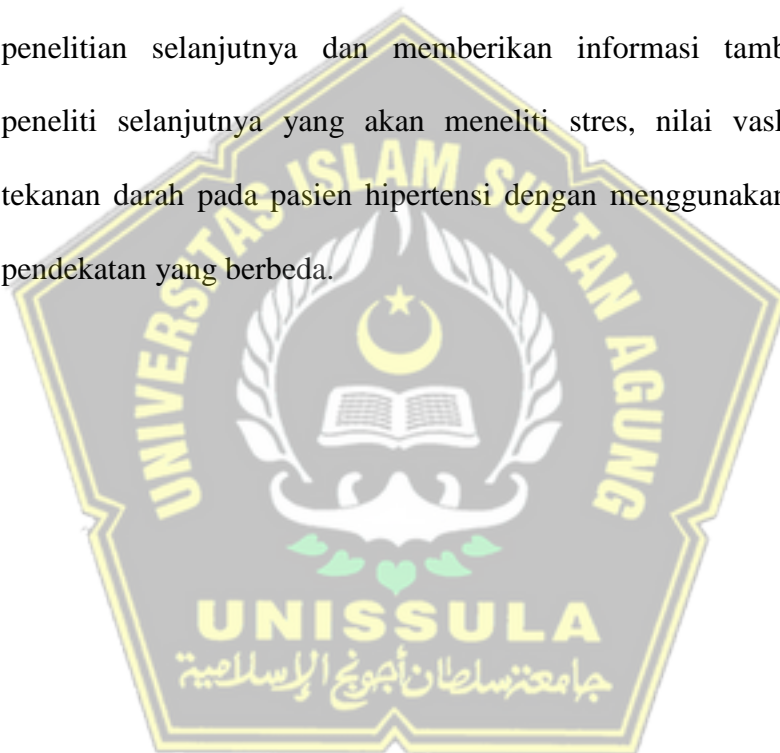 penelitian selanjutnya dan memberikan informasi tamb
peneliti selanjutnya yang akan meneliti stres, nilai vask
tekanan darah pada pasien hipertensi dengan menggunakan
pendekatan yang berbeda.
UNIVERSITAS ISLAM SULTAN AGUNG
UNISSULA
جامعة سلطان أجونج الإسلامية